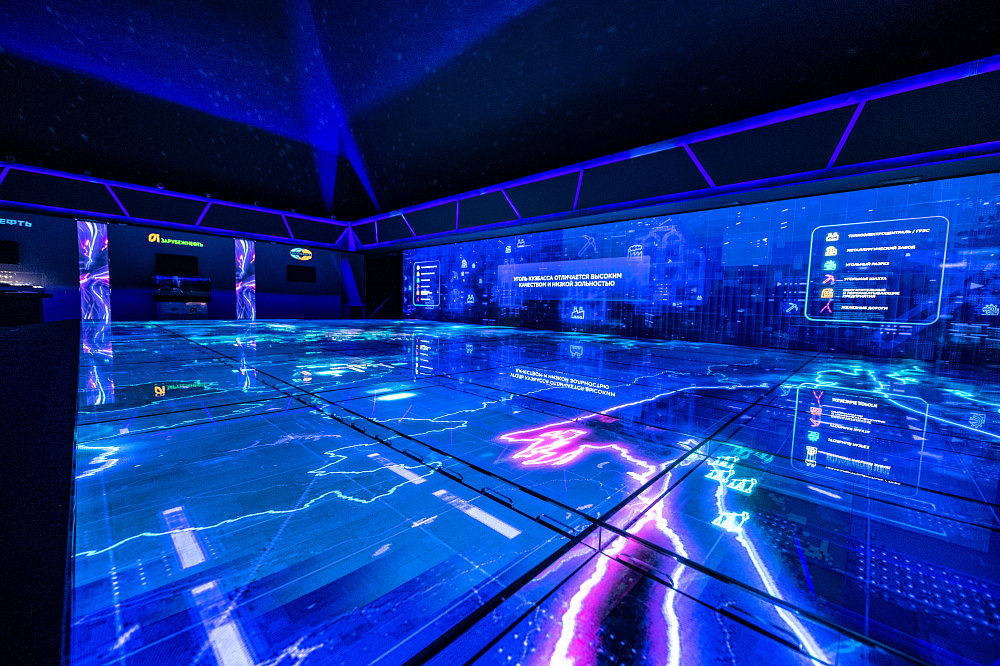 ЕФТЬ
ЗАРУБЕЖНЕФТЬ
УГОЛЬ КУЗБАССА ОТЛИЧАЕТСЯ ВЫСОКИМ
КАЧЕСТВОМ И НИЗКОЙ ЗОЛЬНОСТЬЮ
ТЕПЛОЭЛЕКТРОЦЕНТРАЛЬ / ГРЭС
МЕТАЛЛУРГИЧЕСКИЙ ЗАВОД
УГОЛЬНЫЙ РАЗРЕЗ
УГОЛЬНАЯ ШАХТА
ОБОГАТИТЕЛЬНЫЕ
И ПЕРЕРАБАТЫВАЮЩИЕ
ПРЕДПРИЯТИЯ
ЖЕЛЕЗНЫЕ ДОРОГИ